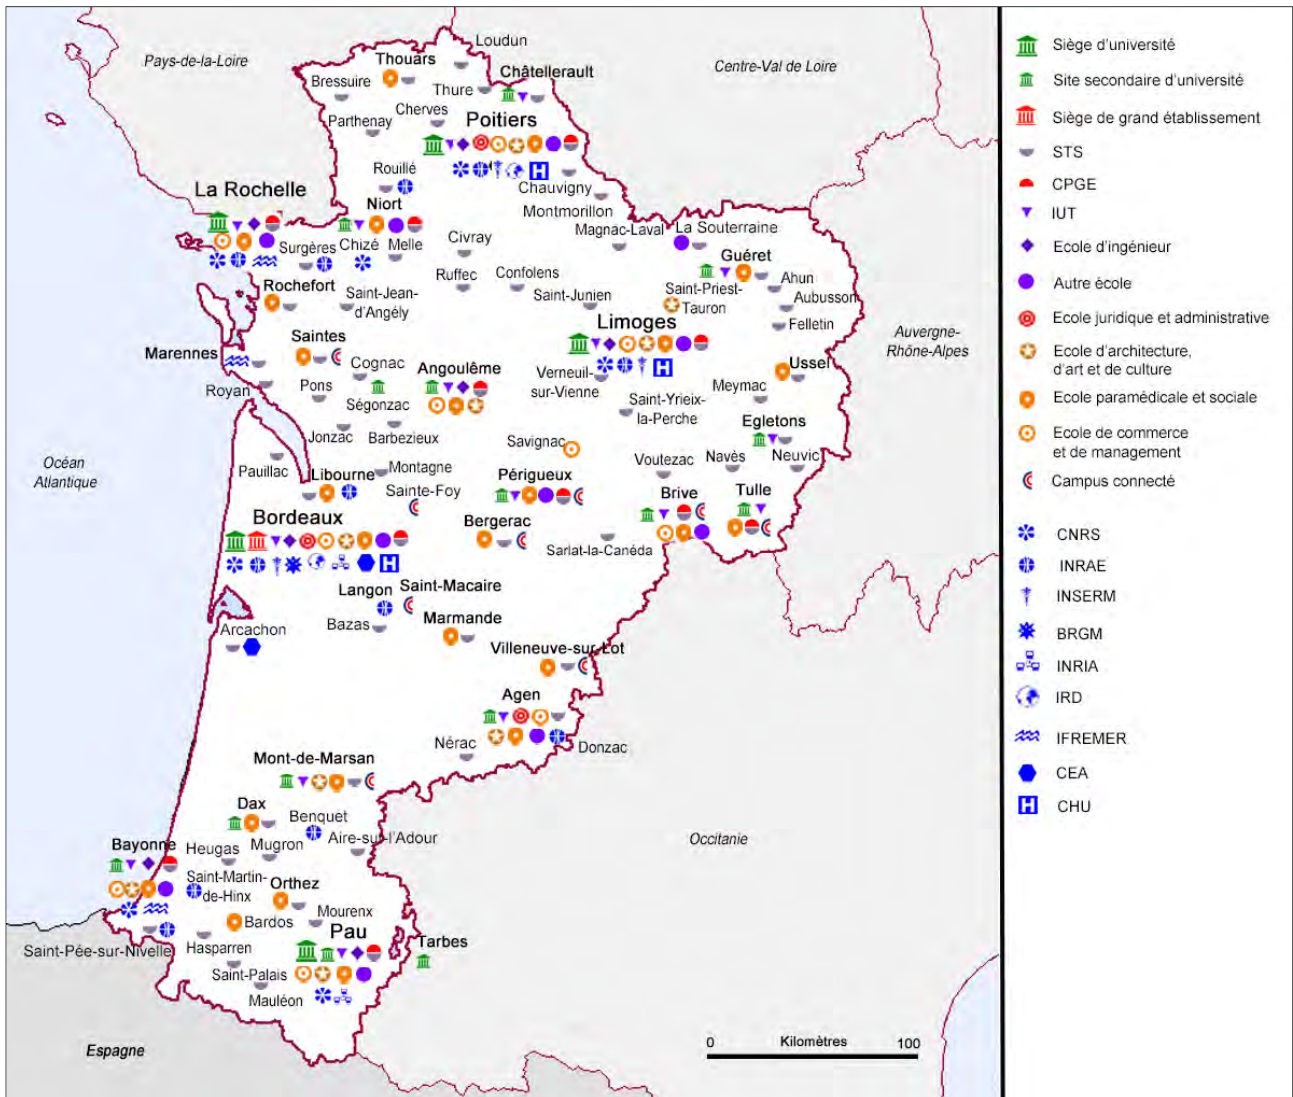 Pays-de-la-Loire
Centre-Val de Loire
Loudun
Thouars
Bressuire
Châtellerault
Thure
Cherves
Parthenay
Poitiers
Rouillé
Chauvigny
Montmorillon
La Rochelle
Niort
Surgères
Chizé
Melle
Civray
Magnac-Laval
La Souterraine
Guéret
Ruffec
Confolens
Ahun
Rochefort
Saint-Jean-
d'Angély
Saint-Junien
Saint-Priest-
Tauron
Aubusson
Felletin
Limoges
Auvergne-
Rhône-Alpes
Saintes
Marennes
Cognac
Angoulême
Verneuil-
sur-Vienne
Ussel
Meymac
Royan
Pons
Ségonzac
Saint-Yrieix-
la-Perche
Egletons
Jonzac
Barbezieux
Savignac
Océan
Atlantique
Pauillac
Libourne
Montagne
Sainte-Foy
Périgueux
Voutezac
Navès
Neuvic
Brive
Tulle
Bordeaux
Bergerac
Sarlat-la-Canéda
Langon
Saint-Macaire
Bazas
Marmande
Arcachon
Villeneuve-sur-Lot
Agen
Nérac
Donzac
Mont-de-Marsan
Dax
Benquet
Aire-sur-l'Adour
Occitanie
Bayonne
Heugas
Mugron
Saint-Martin-
de-Hinx
Orthez
Bardos
Mourenx
Pau
Tarbes
Saint-Pée-sur-Nivelle
Hasparren
Saint-Palais
Mauléon
Espagne
0
Kilomètres
100
Siège d'université
Site secondaire d'université
Siège de grand établissement
STS
CPGE
IUT
Ecole d'ingénieur
Autre école
Ecole juridique et administrative
Ecole d'architecture,
d'art et de culture
Ecole paramédicale et sociale
Ecole de commerce
et de management
Campus connecté
CNRS
INRAE
INSERM
BRGM
INRIA
IRD
IFREMER
CEA
H CHU